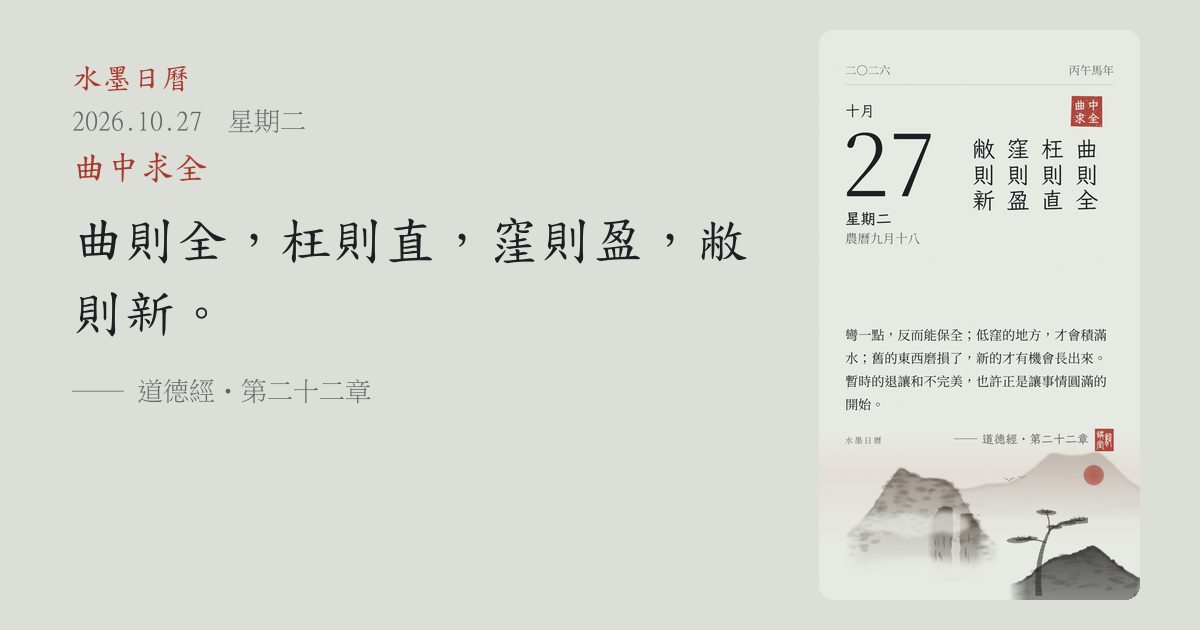 水墨日曆
2026.10.27 星期二
曲中求全
曲則全，枉則直，窪則盈，敝
則新。
—— 道德經・第二十二章
二〇二六
丙午馬年
十月
27
星期二
農曆九月十八
曲中求全
曲則全
枉則直
窪則盈
敝則新
彎一點，反而能保全；低窪的地方，才會積滿
水；舊的東西磨損了，新的才有機會長出來。
暫時的退讓和不完美，也許正是讓事情圓滿的
開始。
水墨日曆
—— 道德經・第二十二章